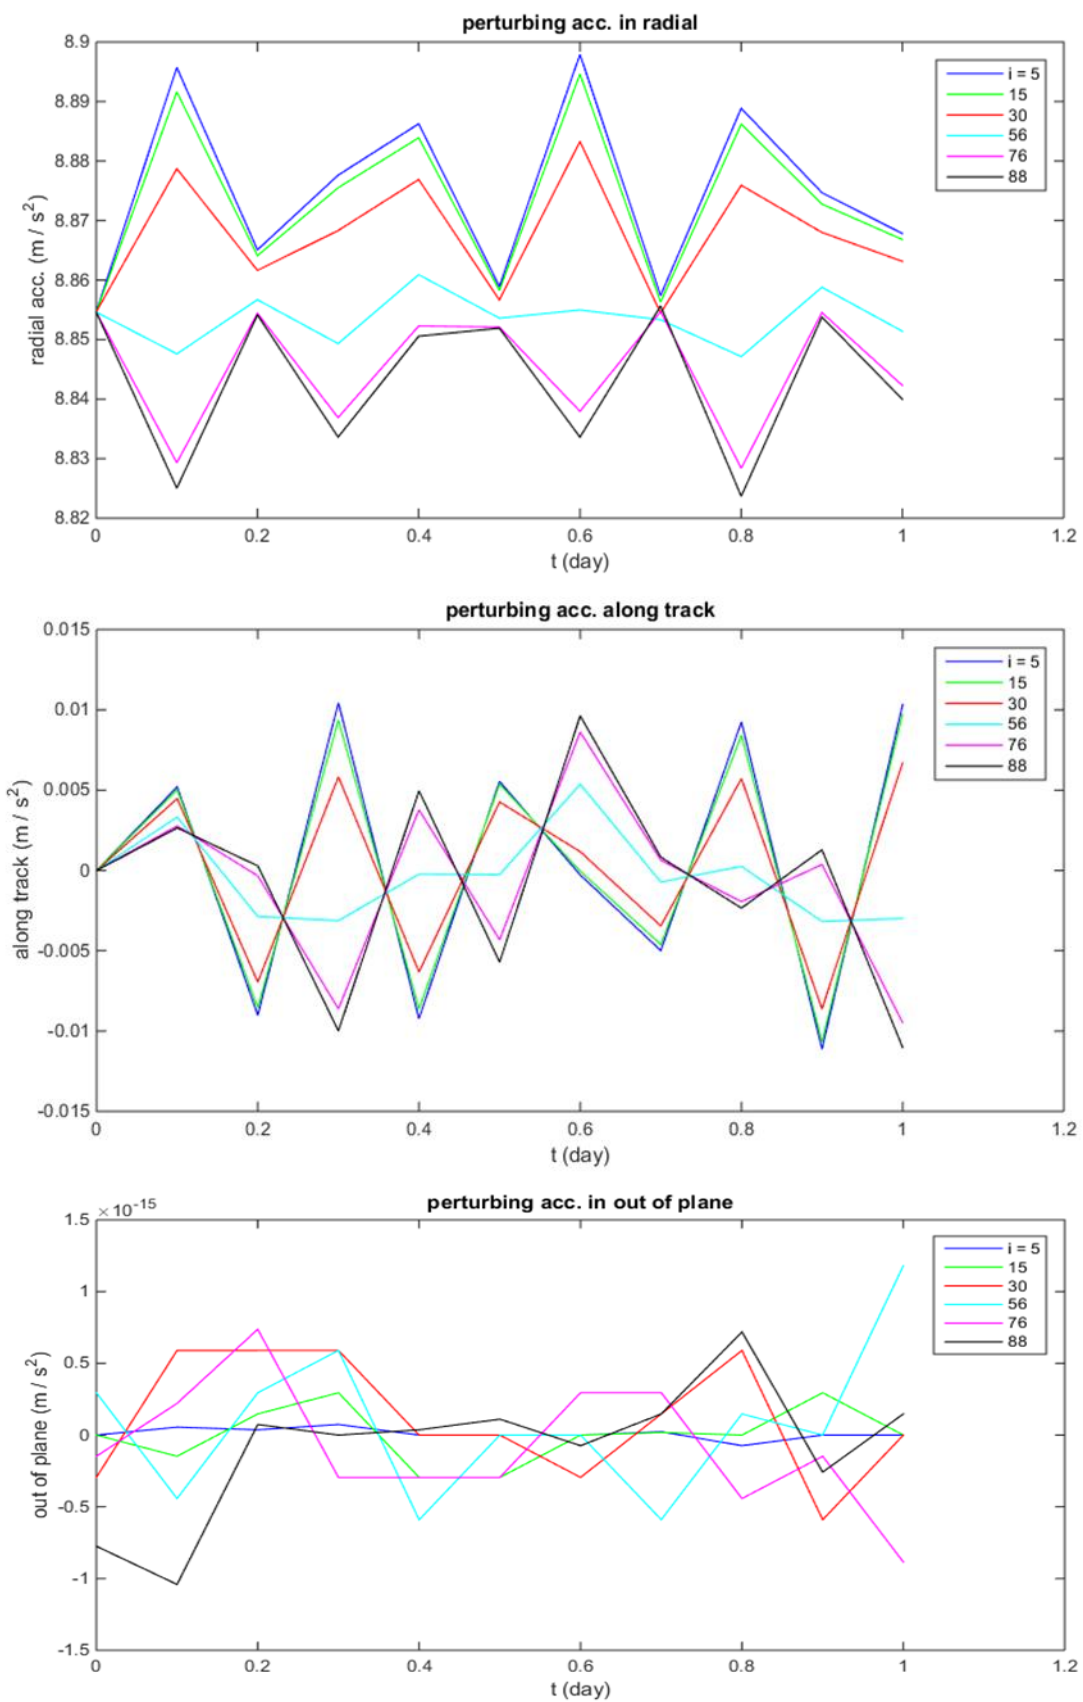 perturbing acc. in radial
8.9
8.89
8.88
8.87
8.86
8.85
8.84
8.83
8.82
radial acc. (m / s²)
i = 5
15
30
56
76
88
0 0.2 0.4 0.6 0.8 1 1.2
t (day)
perturbing acc. along track
0.015
0.01
0.005
0
-0.005
-0.01
-0.015
along track (m / s²)
i = 5
15
30
56
76
88
0 0.2 0.4 0.6 0.8 1 1.2
t (day)
perturbing acc. in out of plane
× 10⁻¹⁵
1.5
1
0.5
0
-0.5
-1
-1.5
out of plane (m / s²)
i = 5
15
30
56
76
88
0 0.2 0.4 0.6 0.8 1 1.2
t (day)